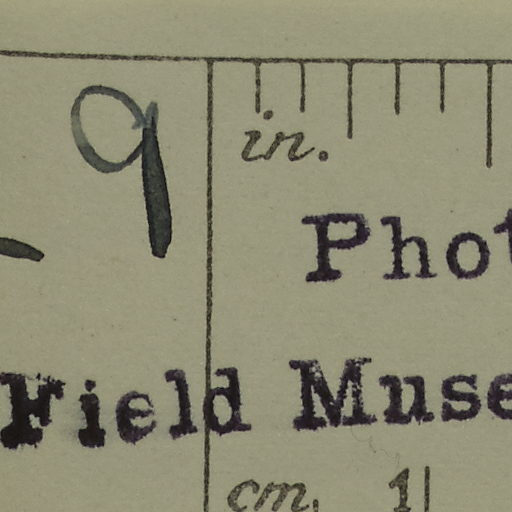 9
in.
Phot
Field Muse
cm. 1